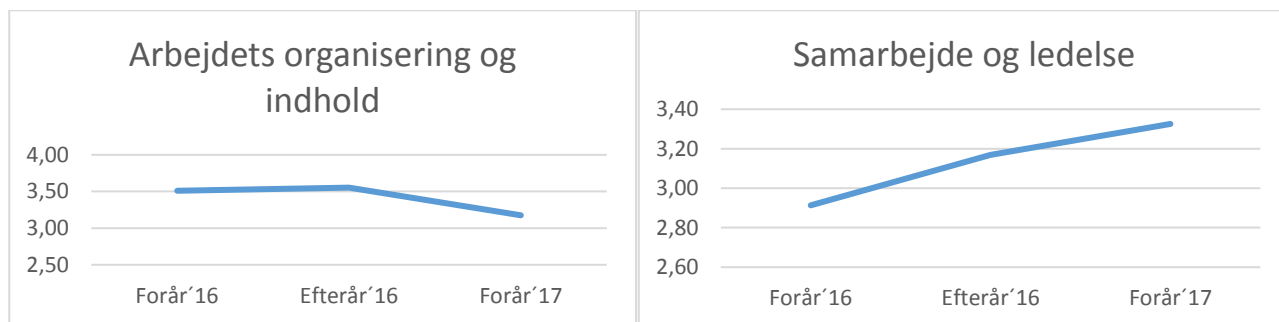 Arbejdets organisering og
indhold
4,00
3,50
3,00
2,50
Forår´16 Efterår´16 Forår´17
Samarbejde og ledelse
3,40
3,20
3,00
2,80
2,60
Forår´16 Efterår´16 Forår´17